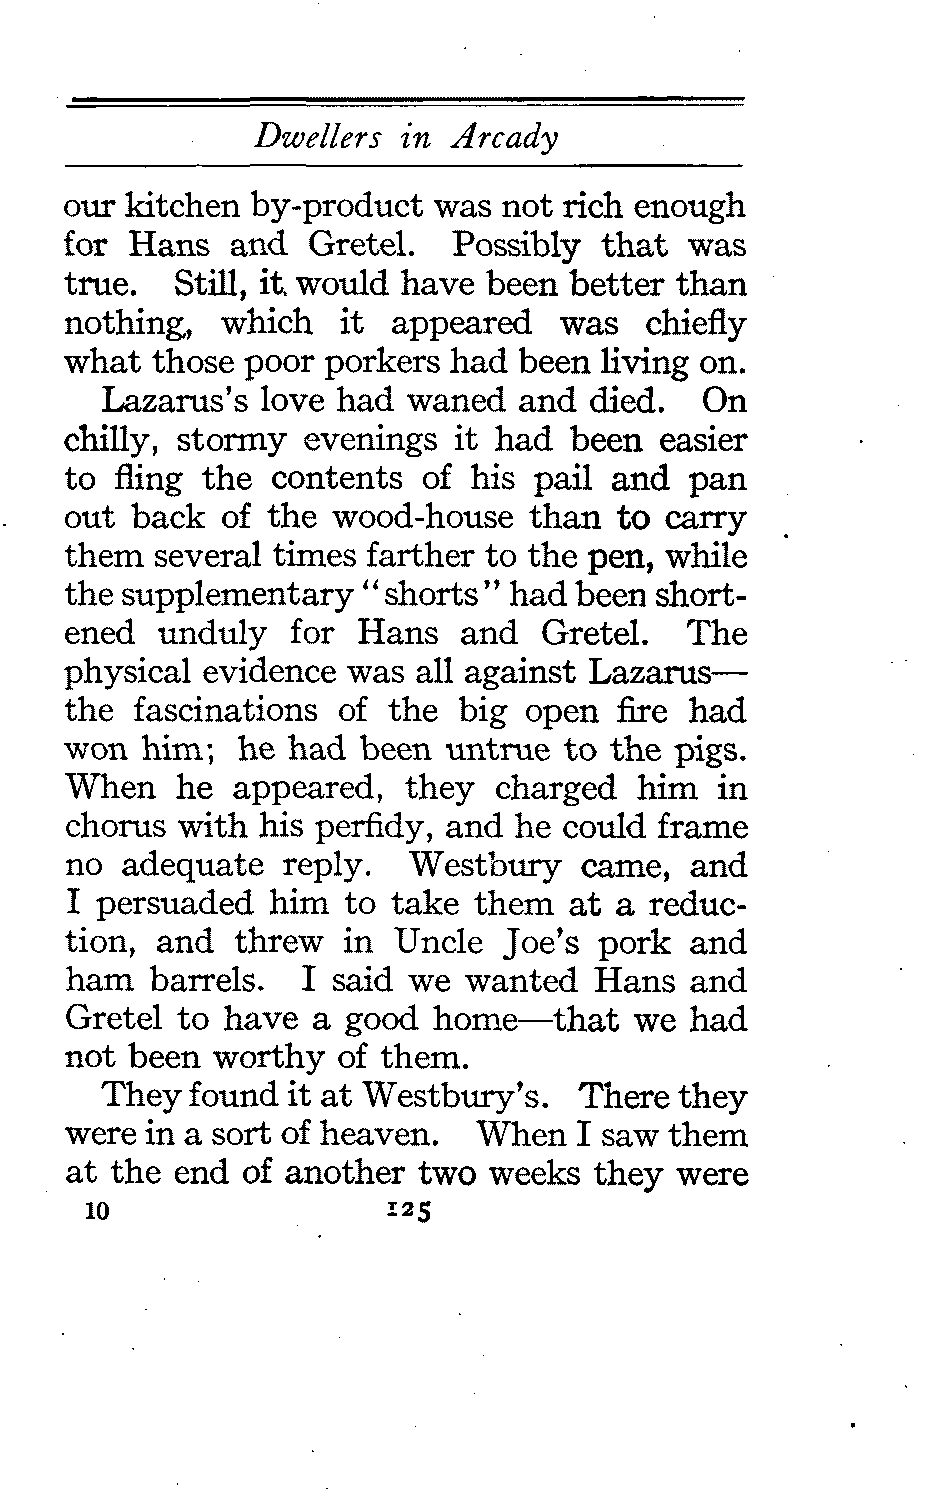 Dwellers in Arcady
our kitchen by-product was not rich enough
for Hans and Gretel. Possibly that was
true. Still, it would have been better than
nothing, which it appeared was chiefly
what those poor porkers had been living on.
Lazarus's love had waned and died. On
chilly, stormy evenings it had been easier
to fling the contents of his pail and pan
out back of the wood-house than to carry
them several times farther to the pen, while
the supplementary "shorts" had been short-
ened unduly for Hans and Gretel. The
physical evidence was all against Lazarus—
the fascinations of the big open fire had
won him; he had been untrue to the pigs.
When he appeared, they charged him in
chorus with his perfidy, and he could frame
no adequate reply. Westbury came, and
I persuaded him to take them at a reduc-
tion, and threw in Uncle Joe's pork and
ham barrels. I said we wanted Hans and
Gretel to have a good home—that we had
not been worthy of them.
They found it at Westbury's. There they
were in a sort of heaven. When I saw them
at the end of another two weeks they were
10 125